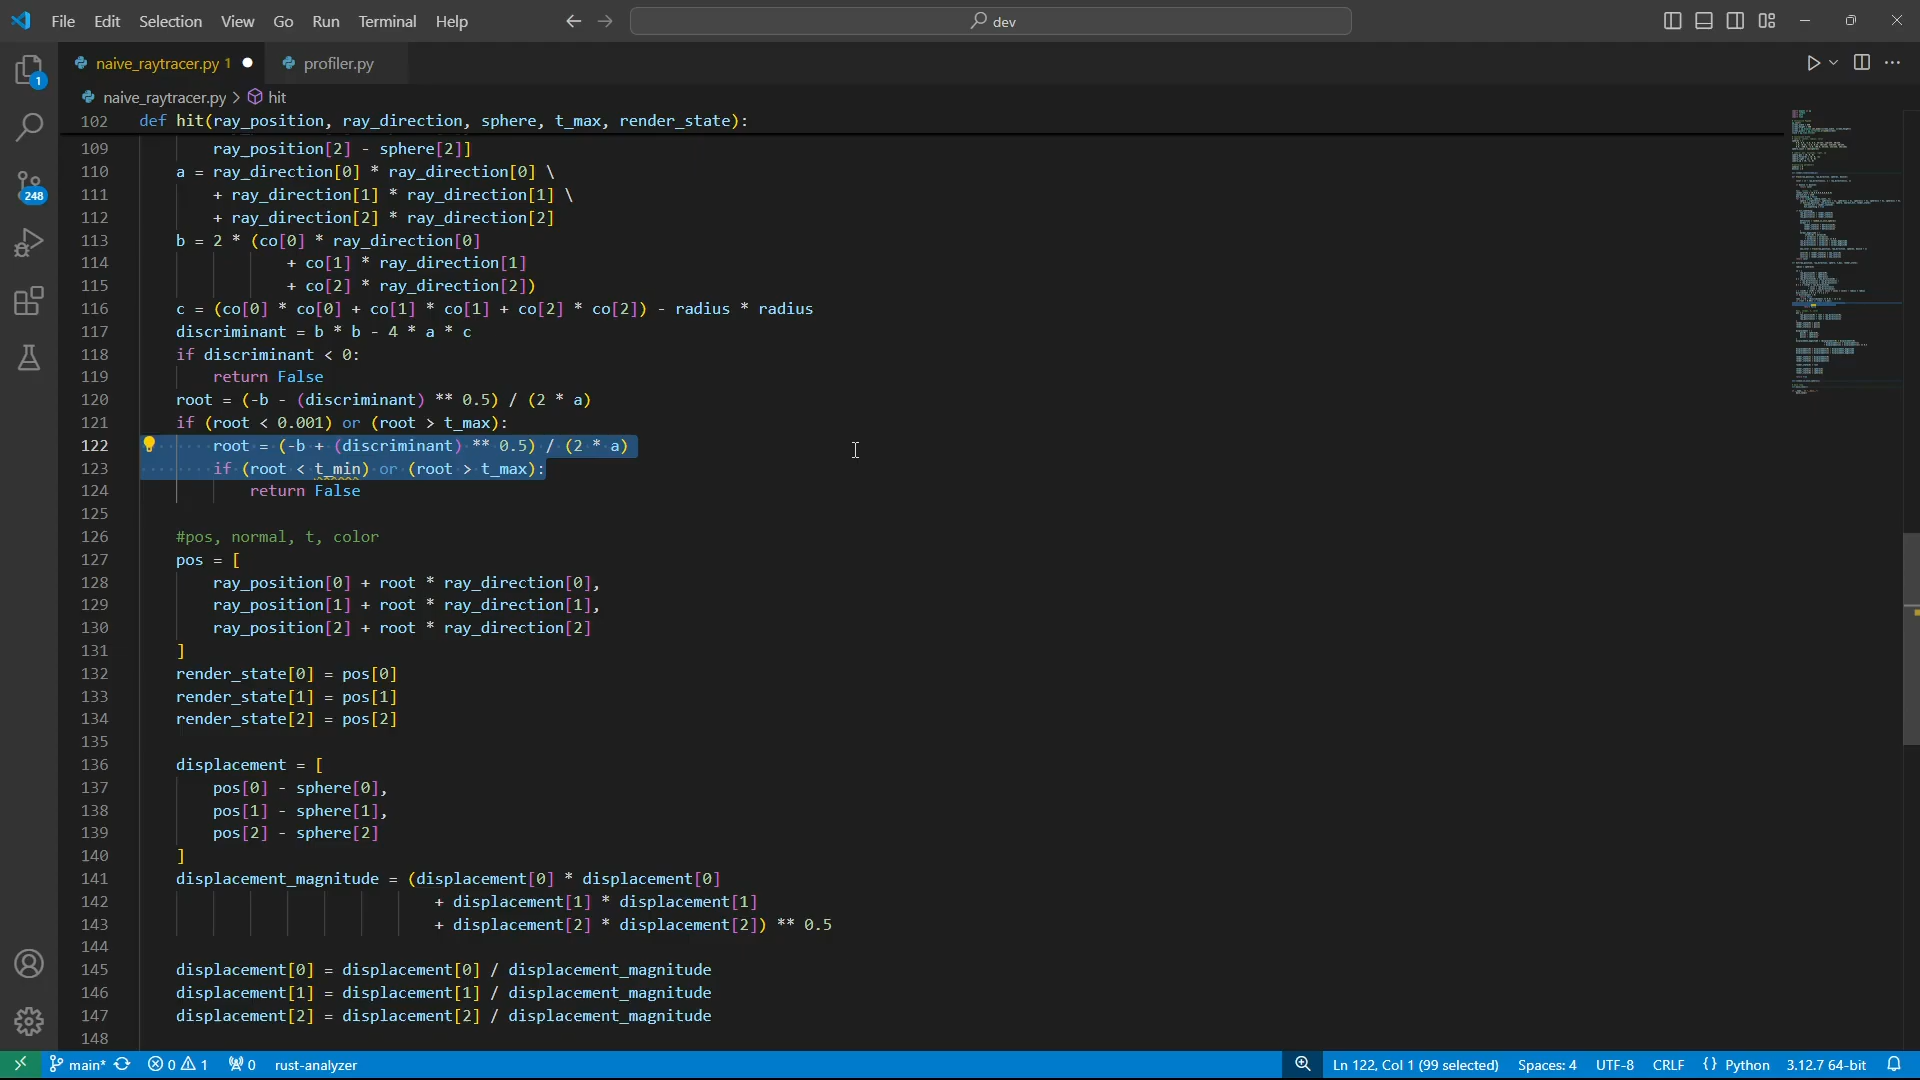 File Edit Selection View Go Run Terminal Help
dev
naive_raytracer.py 1
profiler.py
naive_raytracer.py > hit
1
248
102 def hit(ray_position, ray_direction, sphere, t_max, render_state):
109 ray_position[2] - sphere[2]]
110 a = ray_direction[0] * ray_direction[0] \
111 + ray_direction[1] * ray_direction[1] \
112 + ray_direction[2] * ray_direction[2]
113 b = 2 * (co[0] * ray_direction[0]
114 + co[1] * ray_direction[1]
115 + co[2] * ray_direction[2])
116 c = (co[0] * co[0] + co[1] * co[1] + co[2] * co[2]) - radius * radius
117 discriminant = b * b - 4 * a * c
118 if discriminant < 0:
119 return False
120 root = (-b - (discriminant) ** 0.5) / (2 * a)
121 if (root < 0.001) or (root > t_max):
122 root = (-b + (discriminant) ** 0.5) / (2 * a)
123 if (root < t_min) or (root > t_max):
124 return False
125
126 #pos, normal, t, color
127 pos = [
128 ray_position[0] + root * ray_direction[0],
129 ray_position[1] + root * ray_direction[1],
130 ray_position[2] + root * ray_direction[2]
131 ]
132 render_state[0] = pos[0]
133 render_state[1] = pos[1]
134 render_state[2] = pos[2]
135
136 displacement = [
137 pos[0] - sphere[0],
138 pos[1] - sphere[1],
139 pos[2] - sphere[2]
140 ]
141 displacement_magnitude = (displacement[0] * displacement[0]
142 + displacement[1] * displacement[1]
143 + displacement[2] * displacement[2]) ** 0.5
144
145 displacement[0] = displacement[0] / displacement_magnitude
146 displacement[1] = displacement[1] / displacement_magnitude
147 displacement[2] = displacement[2] / displacement_magnitude
148
main* 0 1 0 rust-analyzer Ln 122, Col 1 (99 selected) Spaces: 4 UTF-8 CRLF {} Python 3.12.7 64-bit